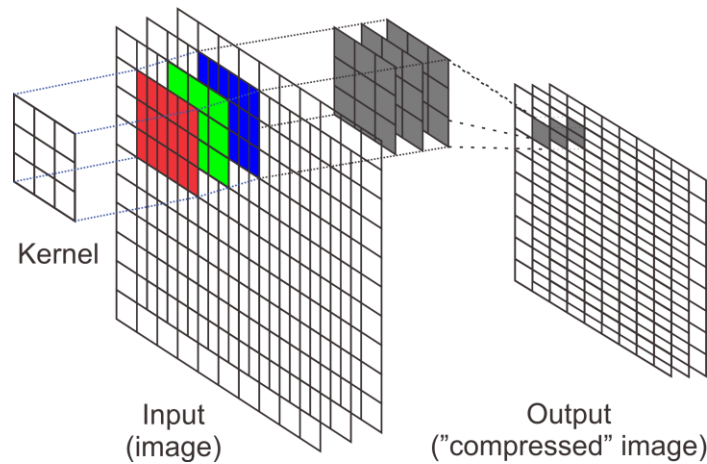 Kernel
Input
(image)
Output
(”compressed” image)